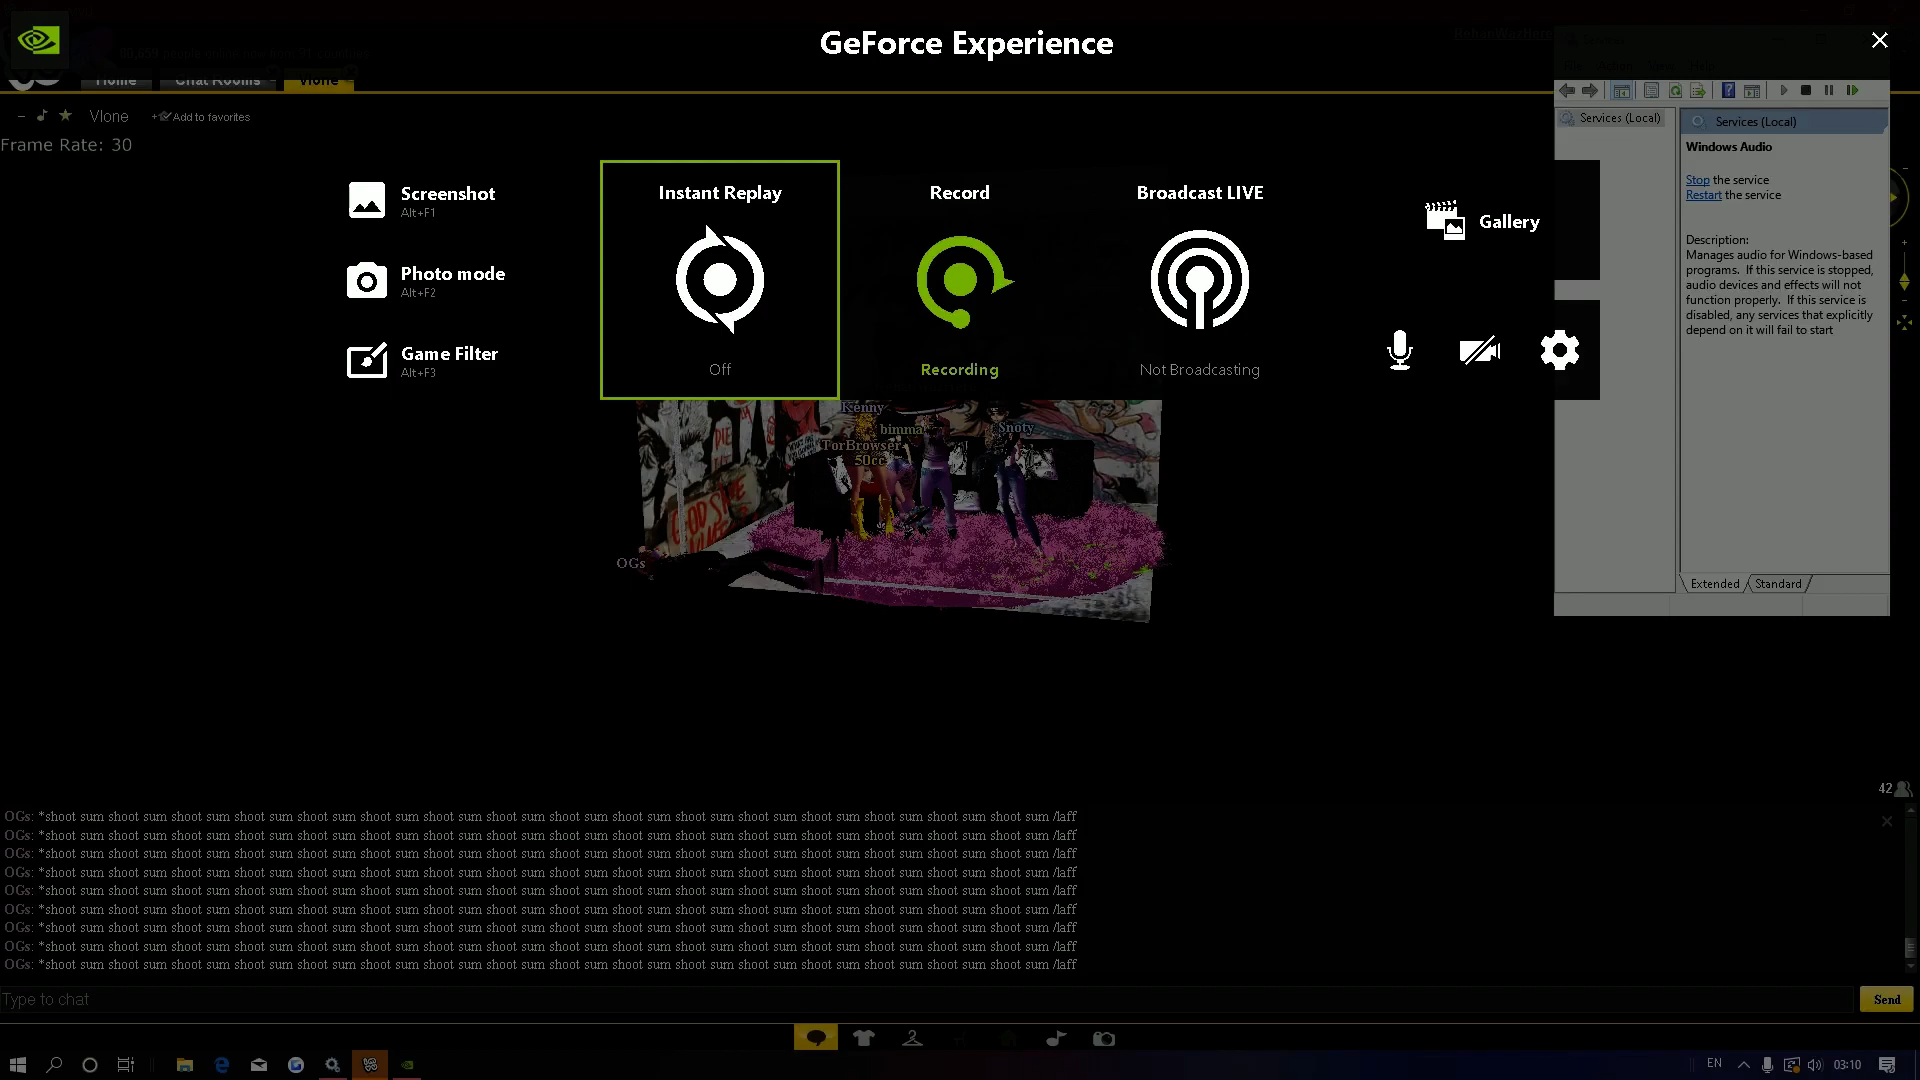 GeForce Experience
Home
Chat Rooms
Vlone
Vlone
+ Add to favorites
Frame Rate: 30
Screenshot
Alt+F1
Photo mode
Alt+F2
Game Filter
Alt+F3
Instant Replay
Off
Record
Recording
Broadcast LIVE
Not Broadcasting
Gallery
Services (Local)
Services (Local)
Windows Audio
Stop the service
Restart the service
Description:
Manages audio for Windows-based
programs. If this service is stopped,
audio devices and effects will not
function properly. If this service is
disabled, any services that explicitly
depend on it will fail to start
Extended
Standard
Kenny
bimma
Snoty
TorBrowser
50cc
OGs
42
OGs: *shoot sum shoot sum shoot sum shoot sum shoot sum shoot sum shoot sum shoot sum shoot sum shoot sum shoot sum shoot sum shoot sum shoot sum shoot sum shoot sum /laff
OGs: *shoot sum shoot sum shoot sum shoot sum shoot sum shoot sum shoot sum shoot sum shoot sum shoot sum shoot sum shoot sum shoot sum shoot sum shoot sum shoot sum /laff
OGs: *shoot sum shoot sum shoot sum shoot sum shoot sum shoot sum shoot sum shoot sum shoot sum shoot sum shoot sum shoot sum shoot sum shoot sum shoot sum shoot sum /laff
OGs: *shoot sum shoot sum shoot sum shoot sum shoot sum shoot sum shoot sum shoot sum shoot sum shoot sum shoot sum shoot sum shoot sum shoot sum shoot sum shoot sum /laff
OGs: *shoot sum shoot sum shoot sum shoot sum shoot sum shoot sum shoot sum shoot sum shoot sum shoot sum shoot sum shoot sum shoot sum shoot sum shoot sum shoot sum /laff
OGs: *shoot sum shoot sum shoot sum shoot sum shoot sum shoot sum shoot sum shoot sum shoot sum shoot sum shoot sum shoot sum shoot sum shoot sum shoot sum shoot sum /laff
OGs: *shoot sum shoot sum shoot sum shoot sum shoot sum shoot sum shoot sum shoot sum shoot sum shoot sum shoot sum shoot sum shoot sum shoot sum shoot sum shoot sum /laff
OGs: *shoot sum shoot sum shoot sum shoot sum shoot sum shoot sum shoot sum shoot sum shoot sum shoot sum shoot sum shoot sum shoot sum shoot sum shoot sum shoot sum /laff
OGs: *shoot sum shoot sum shoot sum shoot sum shoot sum shoot sum shoot sum shoot sum shoot sum shoot sum shoot sum shoot sum shoot sum shoot sum shoot sum shoot sum /laff
Type to chat
Send
EN
03:10